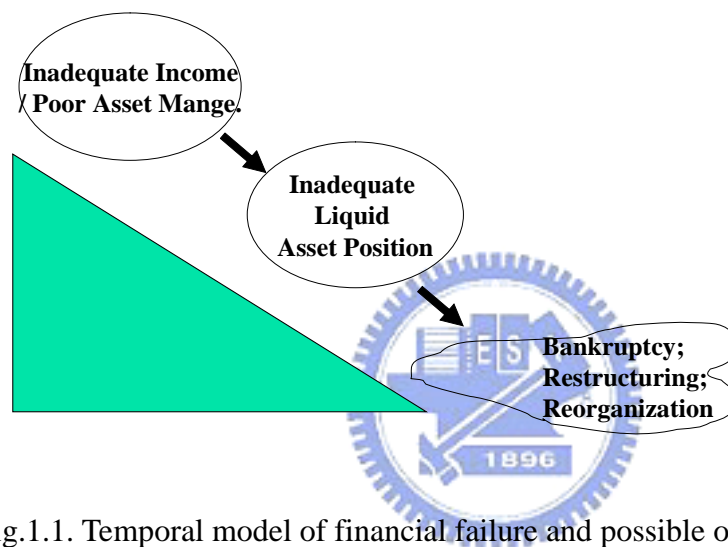 Inadequate Income
/ Poor Asset Mange.
Inadequate
Liquid
Asset Position
E S
Bankruptcy;
Restructuring;
Reorganization
1896
g.1.1. Temporal model of financial failure and possible o